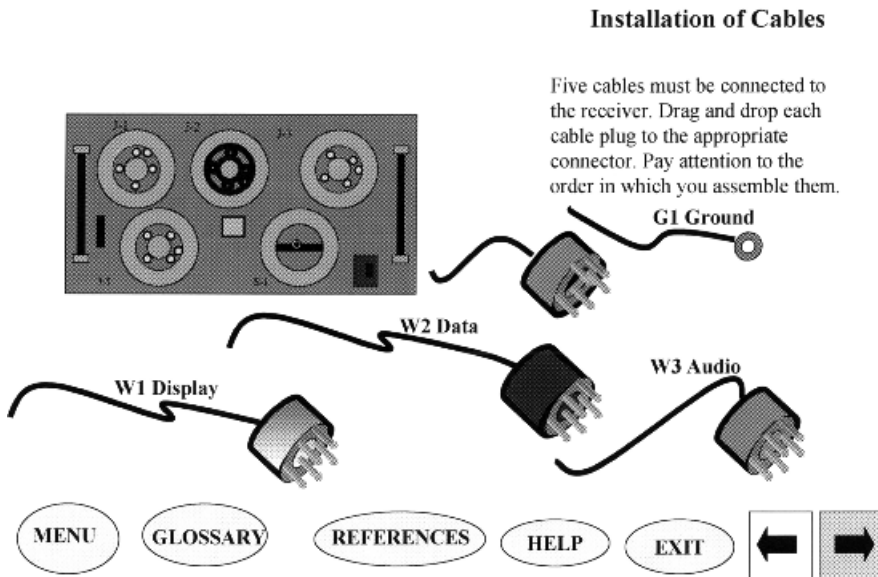 Installation of Cables
Five cables must be connected to
the receiver. Drag and drop each
cable plug to the appropriate
connector. Pay attention to the
order in which you assemble them.
J-1
J-2
G1 Ground
W2 Data
W3 Audio
W1 Display
MENU
GLOSSARY
REFERENCES
HELP
EXIT